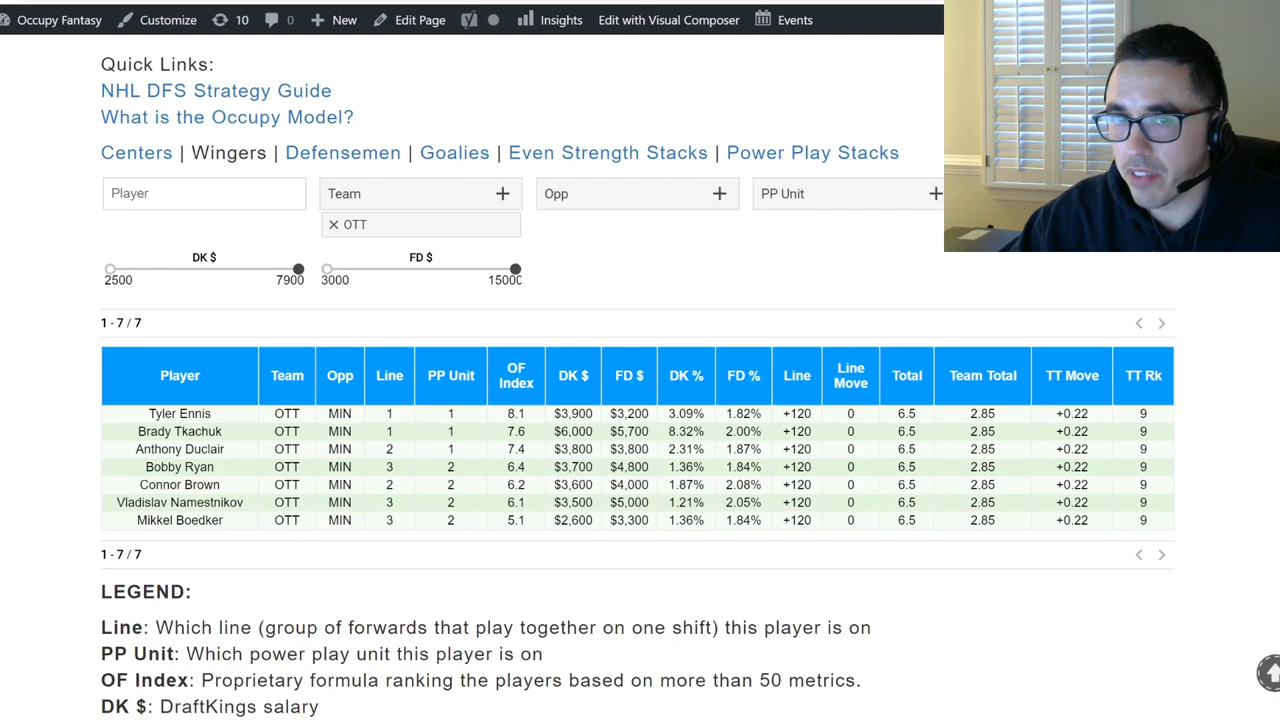 Occupy Fantasy Customize 10 0 New Edit Page Insights Edit with Visual Composer Events
Quick Links:
NHL DFS Strategy Guide
What is the Occupy Model?
Centers | Wingers | Defensemen | Goalies | Even Strength Stacks | Power Play Stacks
Player Team + Opp + PP Unit +
× OTT
DK $ FD $
2500 7900 3000 15000
1 - 7 / 7 < >
Player Team Opp Line PP Unit OF Index DK $ FD $ DK % FD % Line Line Move Total Team Total TT Move TT Rk
Tyler Ennis OTT MIN 1 1 8.1 $3,900 $3,200 3.09% 1.82% +120 0 6.5 2.85 +0.22 9
Brady Tkachuk OTT MIN 1 1 7.6 $6,000 $5,700 8.32% 2.00% +120 0 6.5 2.85 +0.22 9
Anthony Duclair OTT MIN 2 1 7.4 $3,800 $3,800 2.31% 1.87% +120 0 6.5 2.85 +0.22 9
Bobby Ryan OTT MIN 3 2 6.4 $3,700 $4,800 1.36% 1.84% +120 0 6.5 2.85 +0.22 9
Connor Brown OTT MIN 2 2 6.2 $3,600 $4,000 1.87% 2.08% +120 0 6.5 2.85 +0.22 9
Vladislav Namestnikov OTT MIN 3 2 6.1 $3,500 $5,000 1.21% 2.05% +120 0 6.5 2.85 +0.22 9
Mikkel Boedker OTT MIN 3 2 5.1 $2,600 $3,300 1.36% 1.84% +120 0 6.5 2.85 +0.22 9
1 - 7 / 7 < >
LEGEND:
Line: Which line (group of forwards that play together on one shift) this player is on
PP Unit: Which power play unit this player is on
OF Index: Proprietary formula ranking the players based on more than 50 metrics.
DK $: DraftKings salary